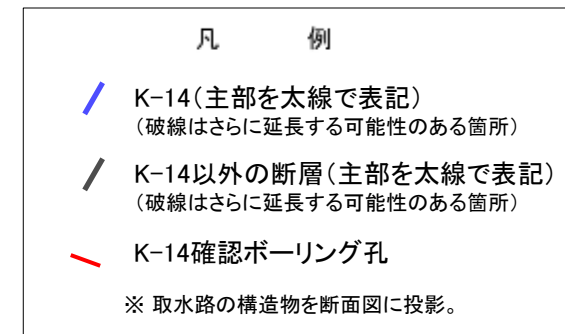 凡　　例
K-14(主部を太線で表記)
(破線はさらに延長する可能性のある箇所)
K-14以外の断層(主部を太線で表記)
(破線はさらに延長する可能性のある箇所)
K-14確認ボーリング孔
※ 取水路の構造物を断面図に投影。